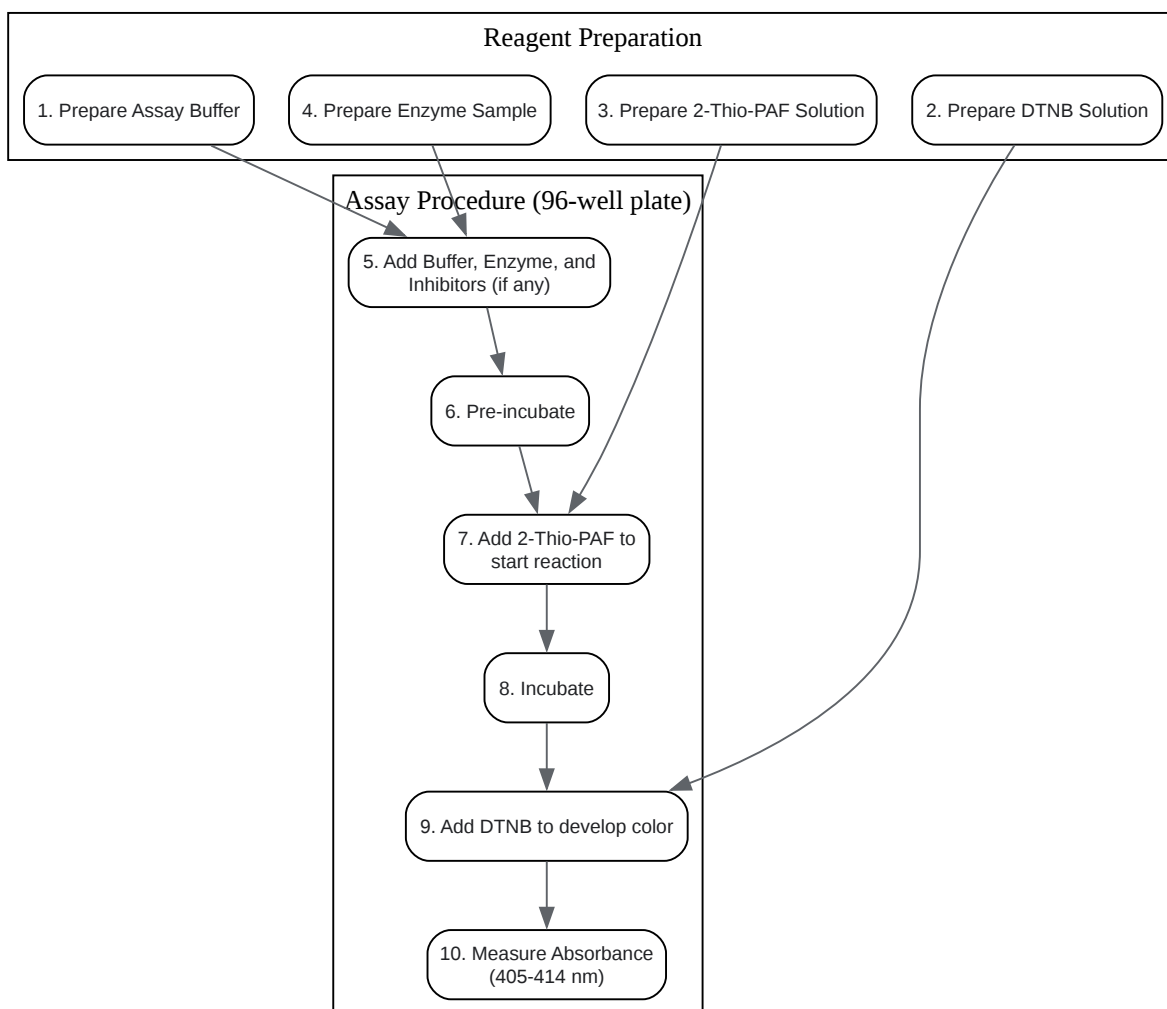 Reagent Preparation
1. Prepare Assay Buffer
4. Prepare Enzyme Sample
3. Prepare 2-Thio-PAF Solution
2. Prepare DTNB Solution
Assay Procedure (96-well plate)
5. Add Buffer, Enzyme, and
Inhibitors (if any)
6. Pre-incubate
7. Add 2-Thio-PAF to
start reaction
8. Incubate
9. Add DTNB to develop color
10. Measure Absorbance
(405-414 nm)